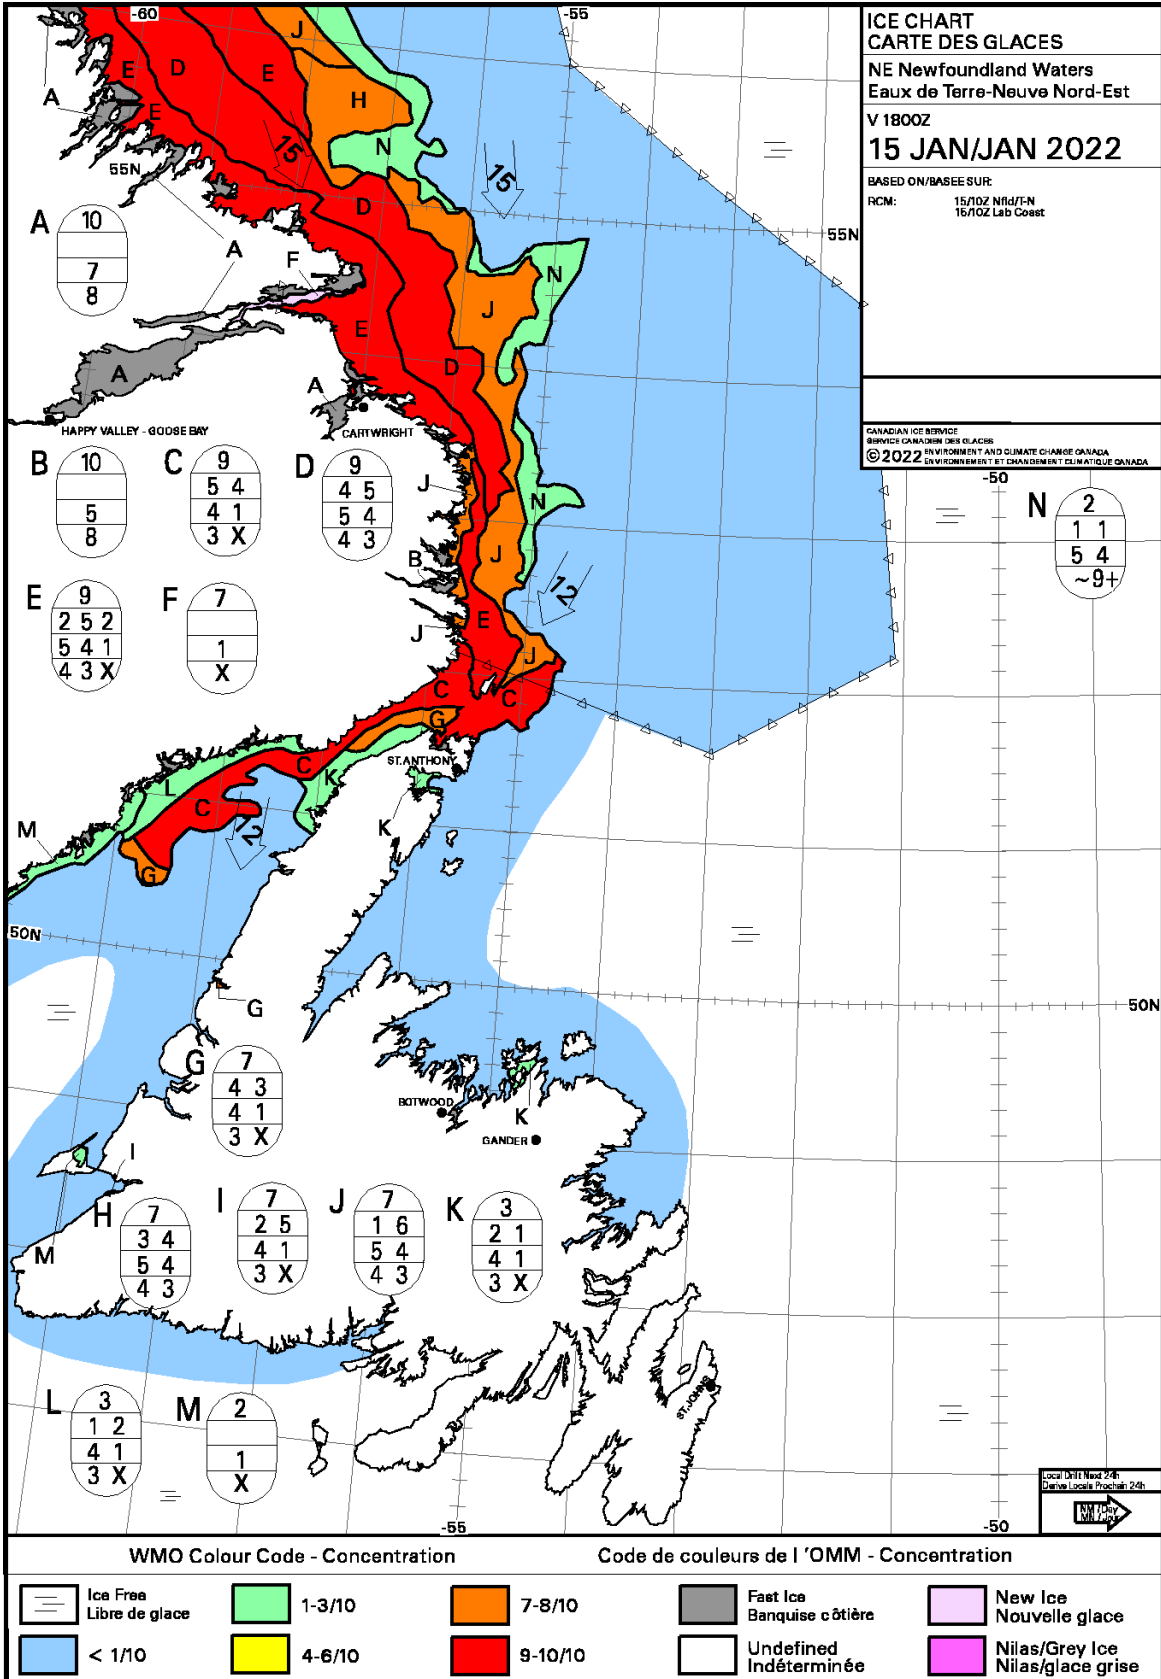 ICE CHART
CARTE DES GLACES
NE Newfoundland Waters
Eaux de Terre-Neuve Nord-Est
V 1800Z
15 JAN/JAN 2022
BASED ON/BASEE SUR:
RCM: 15/10Z Nfld/T-N
15/10Z Lab Coast
CANADIAN ICE SERVICE
SERVICE CANADIEN DES GLACES
©2022 ENVIRONMENT AND CLIMATE CHANGE CANADA
ENVIRONNEMENT ET CHANGEMENT CLIMATIQUE CANADA
-60
-55
J
E
D
E
H
A
E
N
15
15
55N
D
55N
A
10
7
8
A
F
N
J
E
D
A
A
HAPPY VALLEY - GOOSE BAY
CARTWRIGHT
-50
B
10
5
8
C
9
5 4
4 1
3 X
D
9
4 5
5 4
4 3
J
N
N
2
1 1
5 4
~9+
B
J
12
E
9
2 5 2
5 4 1
4 3 X
F
7
1
X
J
E
J
C
C
G
ST.ANTHONY
C
K
L
C
12
K
M
G
50N
50N
G
G
7
4 3
4 1
3 X
BOTWOOD
K
GANDER
I
M
H
7
3 4
5 4
4 3
I
7
2 5
4 1
3 X
J
7
1 6
5 4
4 3
K
3
2 1
4 1
3 X
L
3
1 2
4 1
3 X
M
2
1
X
ST.JOHNS
-55
-50
Local Drift Next 24h
Derive Locale Prochain 24h
NM/Day
MN/Jour
WMO Colour Code - Concentration
Code de couleurs de l 'OMM - Concentration
Ice Free
Libre de glace
1-3/10
7-8/10
Fast Ice
Banquise côtière
New Ice
Nouvelle glace
< 1/10
4-6/10
9-10/10
Undefined
Indéterminée
Nilas/Grey Ice
Nilas/glace grise